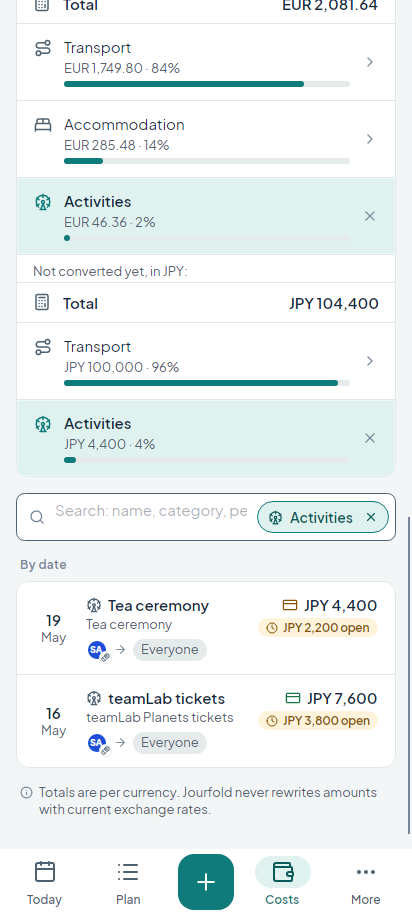 Total EUR 2,081.64
Transport
EUR 1,749.80 · 84%
Accommodation
EUR 285.48 · 14%
Activities
EUR 46.36 · 2%
Not converted yet, in JPY:
Total JPY 104,400
Transport
JPY 100,000 · 96%
Activities
JPY 4,400 · 4%
Search: name, category, pe Activities
By date
19 May
Tea ceremony JPY 4,400
Tea ceremony JPY 2,200 open
SA Everyone
16 May
teamLab tickets JPY 7,600
teamLab Planets tickets JPY 3,800 open
SA Everyone
Totals are per currency. Jourfold never rewrites amounts
with current exchange rates.
Today Plan Costs More